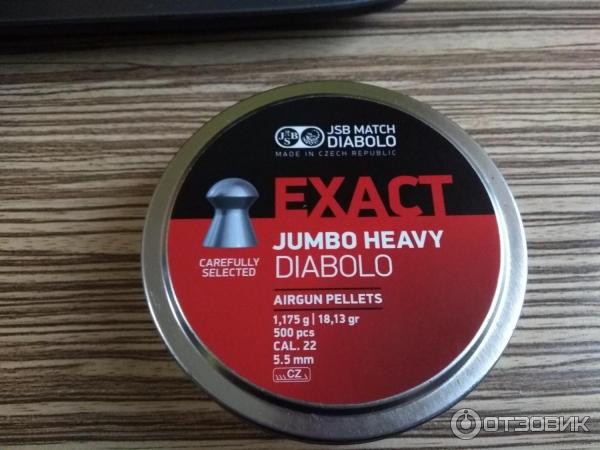 JSB
JSB MATCH
DIABOLO
MADE IN CZECH REPUBLIC
EXACT
JUMBO HEAVY
DIABOLO
CAREFULLY
SELECTED
AIRGUN PELLETS
1,175 g | 18,13 gr
500 pcs
CAL. 22
5.5 mm
CZ
ОТЗОВИК